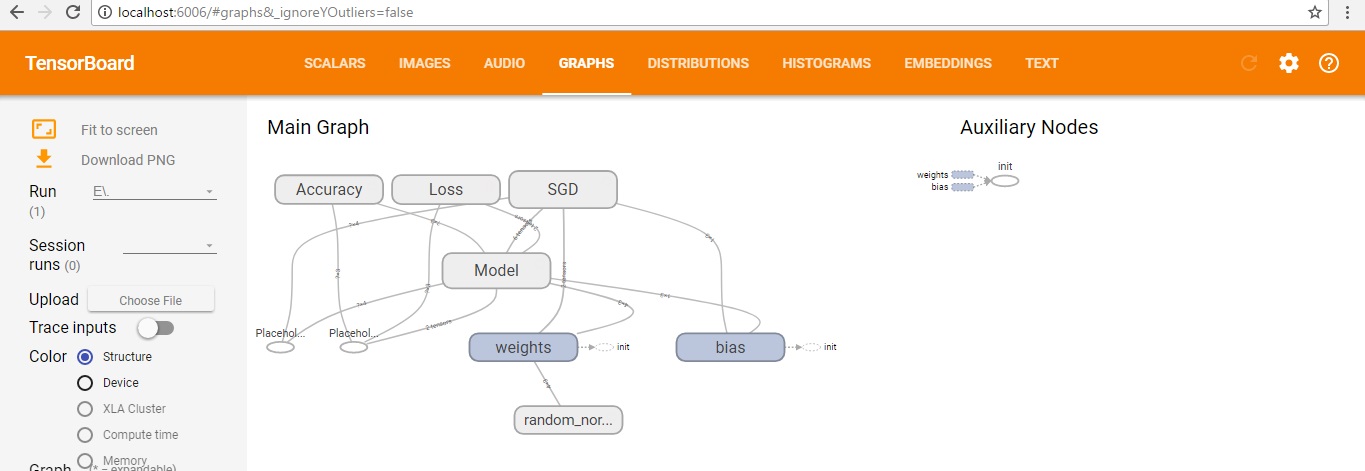 localhost:6006/#graphs&_ignoreYOutliers=false
TensorBoard SCALARS IMAGES AUDIO GRAPHS DISTRIBUTIONS HISTOGRAMS EMBEDDINGS TEXT
Fit to screen
Download PNG
Run E\.
(1)
Session
runs (0)
Upload Choose File
Trace inputs
Color Structure
Device
XLA Cluster
Compute time
Memory
Graph (* = expandable)
Main Graph
Accuracy Loss SGD
Model
Placehol... Placehol...
2 tensors
weights init bias init
random_nor...
Auxiliary Nodes
init
weights
bias